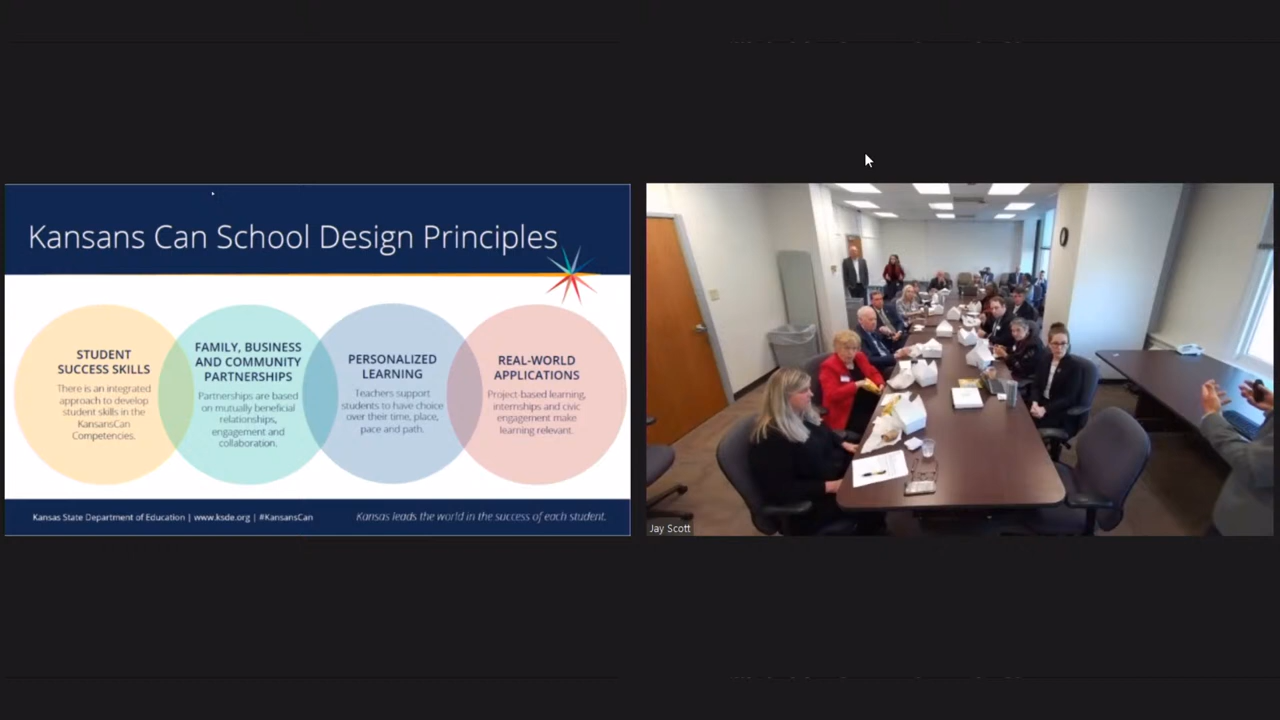 Kansans Can School Design Principles
STUDENT
SUCCESS SKILLS
There is an integrated
approach to develop
student skills in the
KansasCan
Competencies.
FAMILY, BUSINESS
AND COMMUNITY
PARTNERSHIPS
Partnerships are based
on mutually beneficial
relationships,
engagement and
collaboration.
PERSONALIZED
LEARNING
Teachers support
students to have choice
over their time, place,
pace and path.
REAL-WORLD
APPLICATIONS
Project-based learning,
internships and civic
engagement make
learning relevant.
Kansas State Department of Education | www.ksde.org | #KansansCan
Kansas leads the world in the success of each student.
Jay Scott